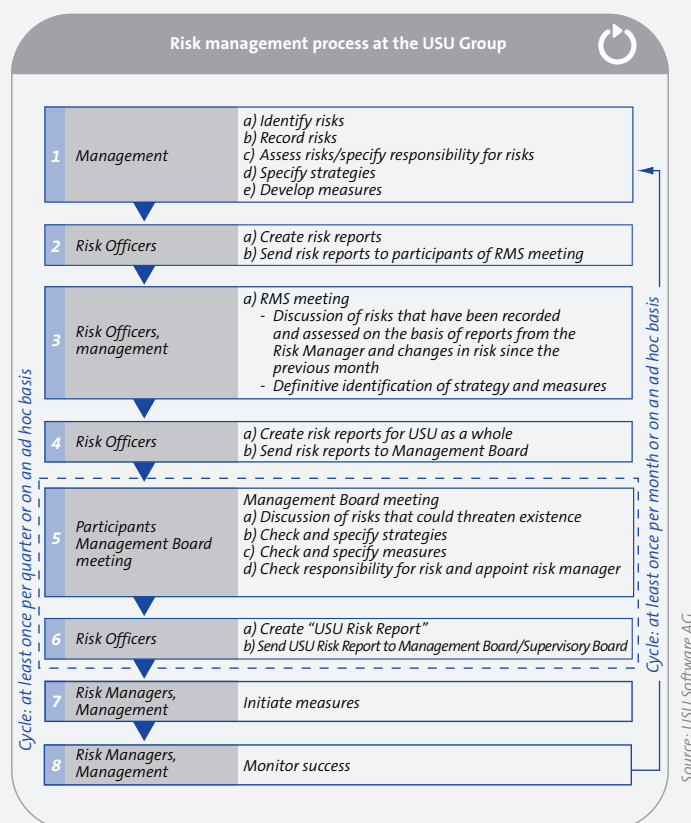 Risk management process at the USU Group
1
Management
a) Identify risks
b) Record risks
c) Assess risks/specify responsibility for risks
d) Specify strategies
e) Develop measures
2
Risk Officers
a) Create risk reports
b) Send risk reports to participants of RMS meeting
3
Risk Officers,
management
a) RMS meeting
- Discussion of risks that have been recorded
and assessed on the basis of reports from the
Risk Manager and changes in risk since the
previous month
- Definitive identification of strategy and measures
4
Risk Officers
a) Create risk reports for USU as a whole
b) Send risk reports to Management Board
5
Participants
Management Board
meeting
Management Board meeting
a) Discussion of risks that could threaten existence
b) Check and specify strategies
c) Check and specify measures
d) Check responsibility for risk and appoint risk manager
6
Risk Officers
a) Create “USU Risk Report”
b) Send USU Risk Report to Management Board/Supervisory Board
7
Risk Managers,
Management
Initiate measures
8
Risk Managers,
Management
Monitor success
Cycle: at least once per quarter or on an ad hoc basis
Cycle: at least once per month or on an ad hoc basis
Source: USU Software AG